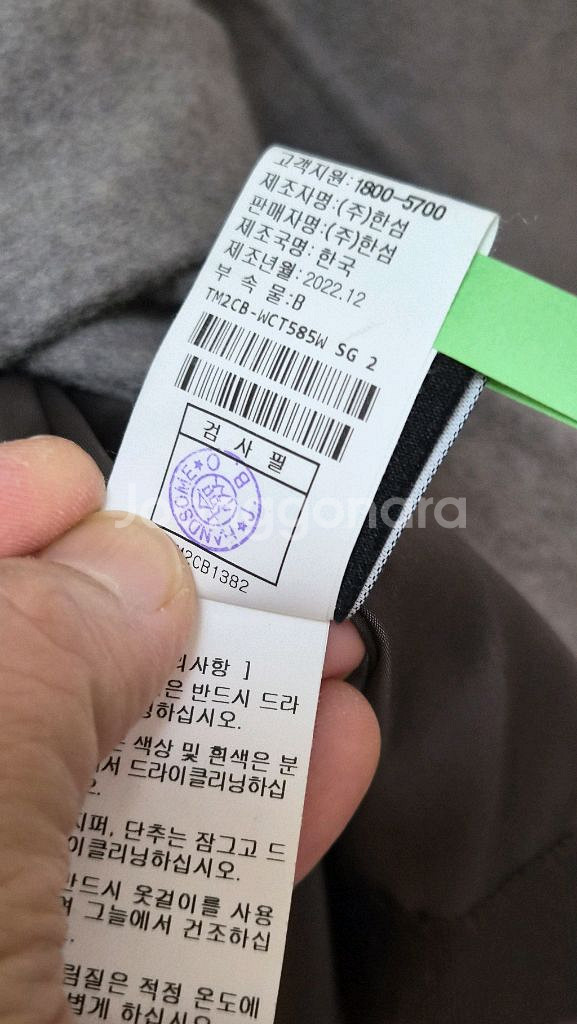 고객지원:1800-5700
제조자명:(주)한섬
판매자명:(주)한섬
제조국명: 한국
제조년월:2022.12
부 속 물:B
TM2CB-WCT585W SG 2
검 사 필
HANDSOME
2CB1382
의사항 ]
은 반드시 드라
하십시오.
색상 및 흰색은 분
서 드라이클리닝하십
오.
지퍼, 단추는 잠그고 드
이클리닝하십시오.
반드시 옷걸이를 사용
그늘에서 건조하십
림질은 적정 온도에
볍게 하십시오.
Joonggonara